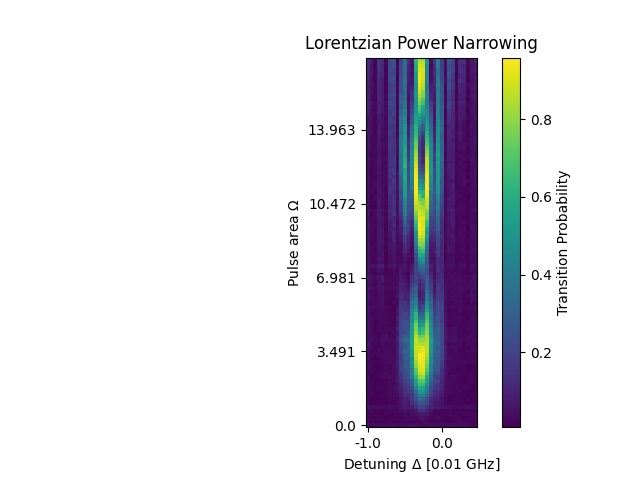 Lorentzian Power Narrowing
Pulse area Ω
13.963
10.472
6.981
3.491
0.0
-1.0
0.0
Detuning Δ [0.01 GHz]
0.8
0.6
0.4
0.2
Transition Probability